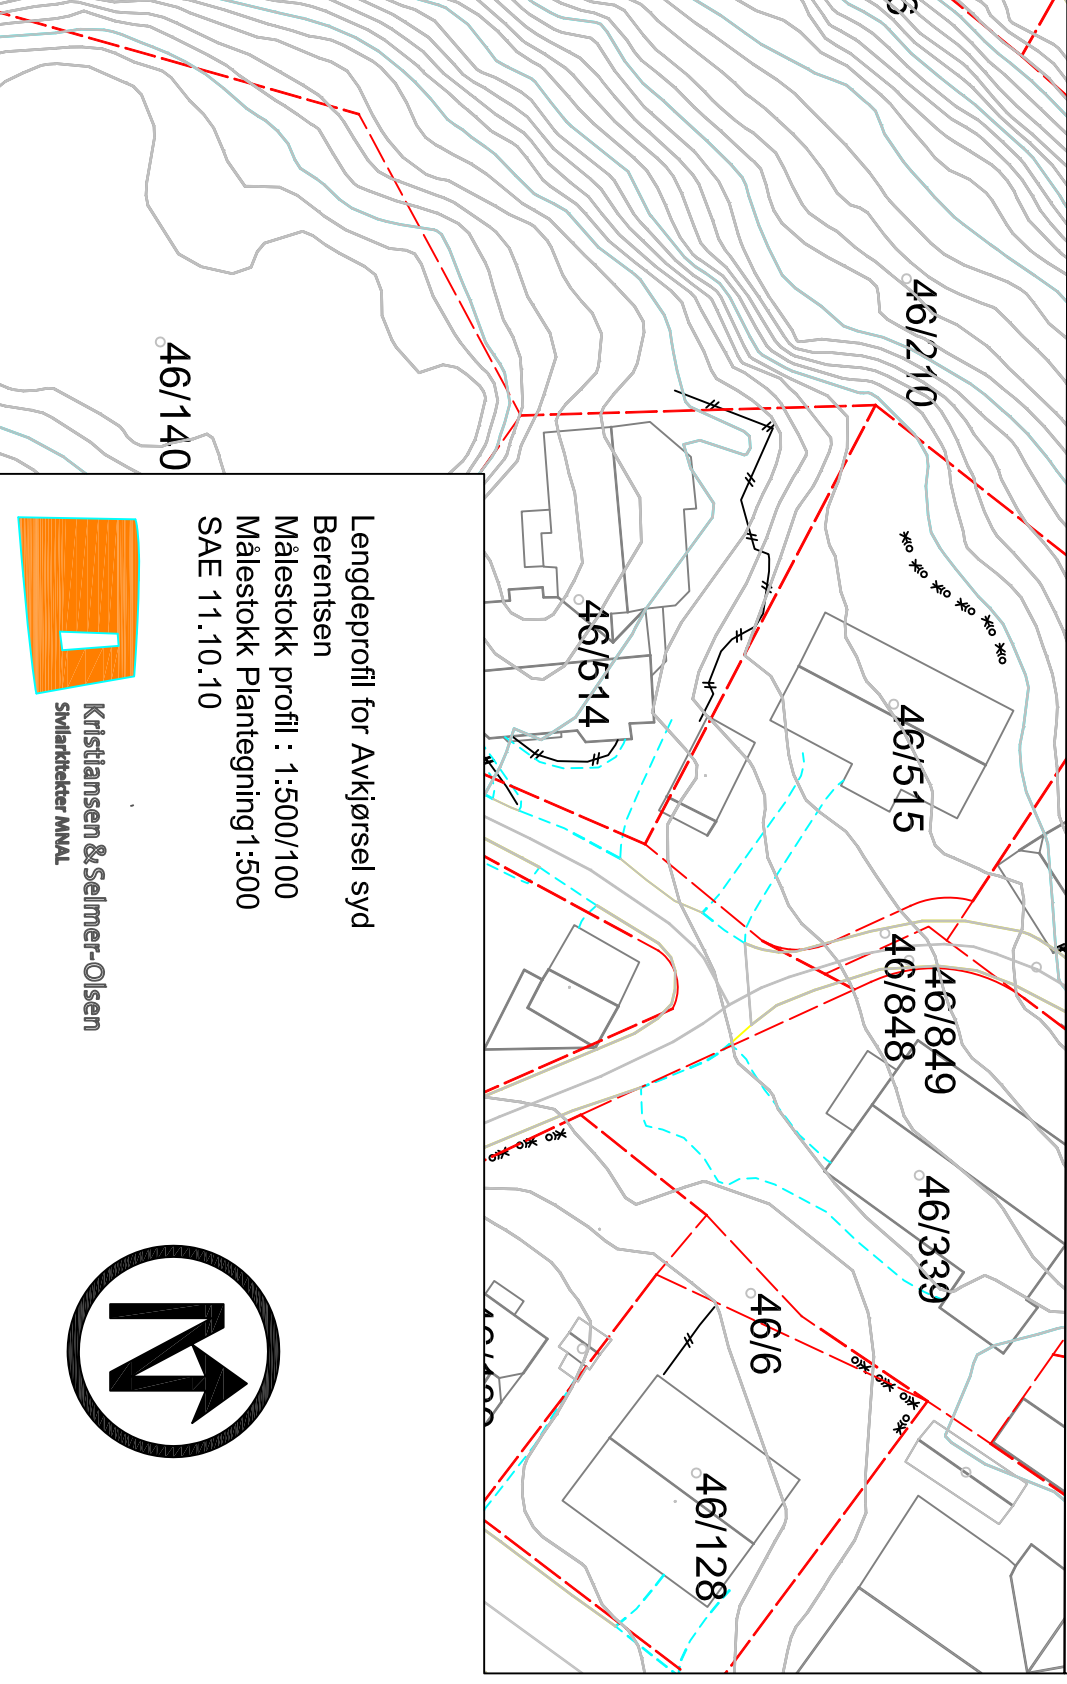 46/210
46/140
46/514
46/515
46/849
46/848
46/339
46/6
46/128
Lengdeprofil for Avkjørsel syd
Berentsen
Målestokk profil : 1:500/100
Målestokk Plantegning1:500
SAE 11.10.10
Kristiansen & Selmer-Olsen
Sivilarkitekter MNAL
N